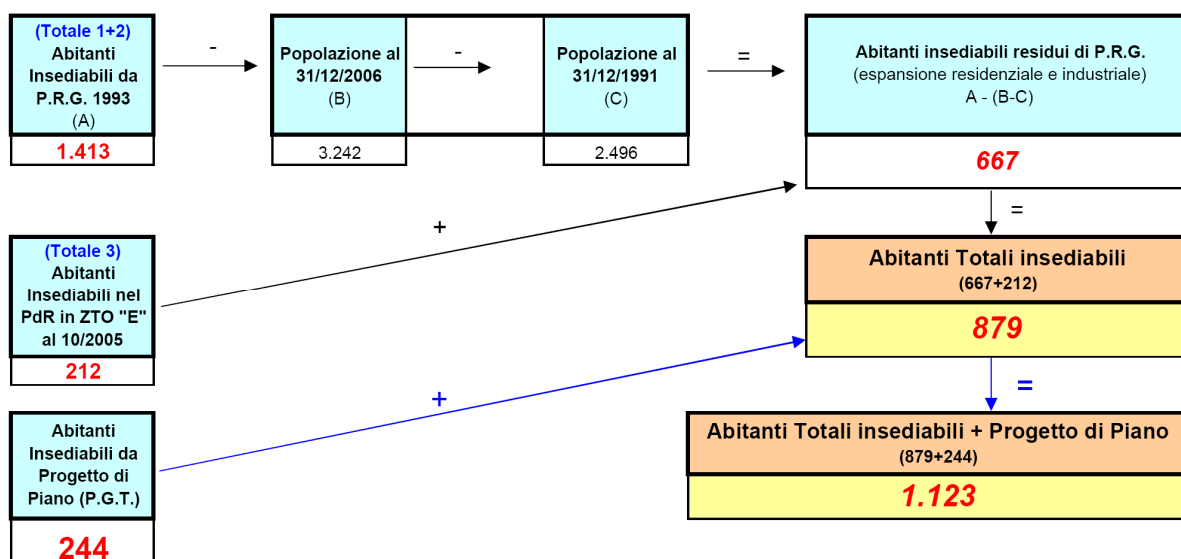 (Totale 1+2)
Abitanti
Insediabili da
P.R.G. 1993
(A)
1.413
-
Popolazione al
31/12/2006
(B)
3.242
-
Popolazione al
31/12/1991
(C)
2.496
=
Abitanti insediabili residui di P.R.G.
(espansione residenziale e industriale)
A - (B-C)
667
=
(Totale 3)
Abitanti
Insediabili nel
PdR in ZTO "E"
al 10/2005
212
+
Abitanti Totali insediabili
(667+212)
879
=
Abitanti
Insediabili da
Progetto di
Piano (P.G.T.)
244
+
Abitanti Totali insediabili + Progetto di Piano
(879+244)
1.123